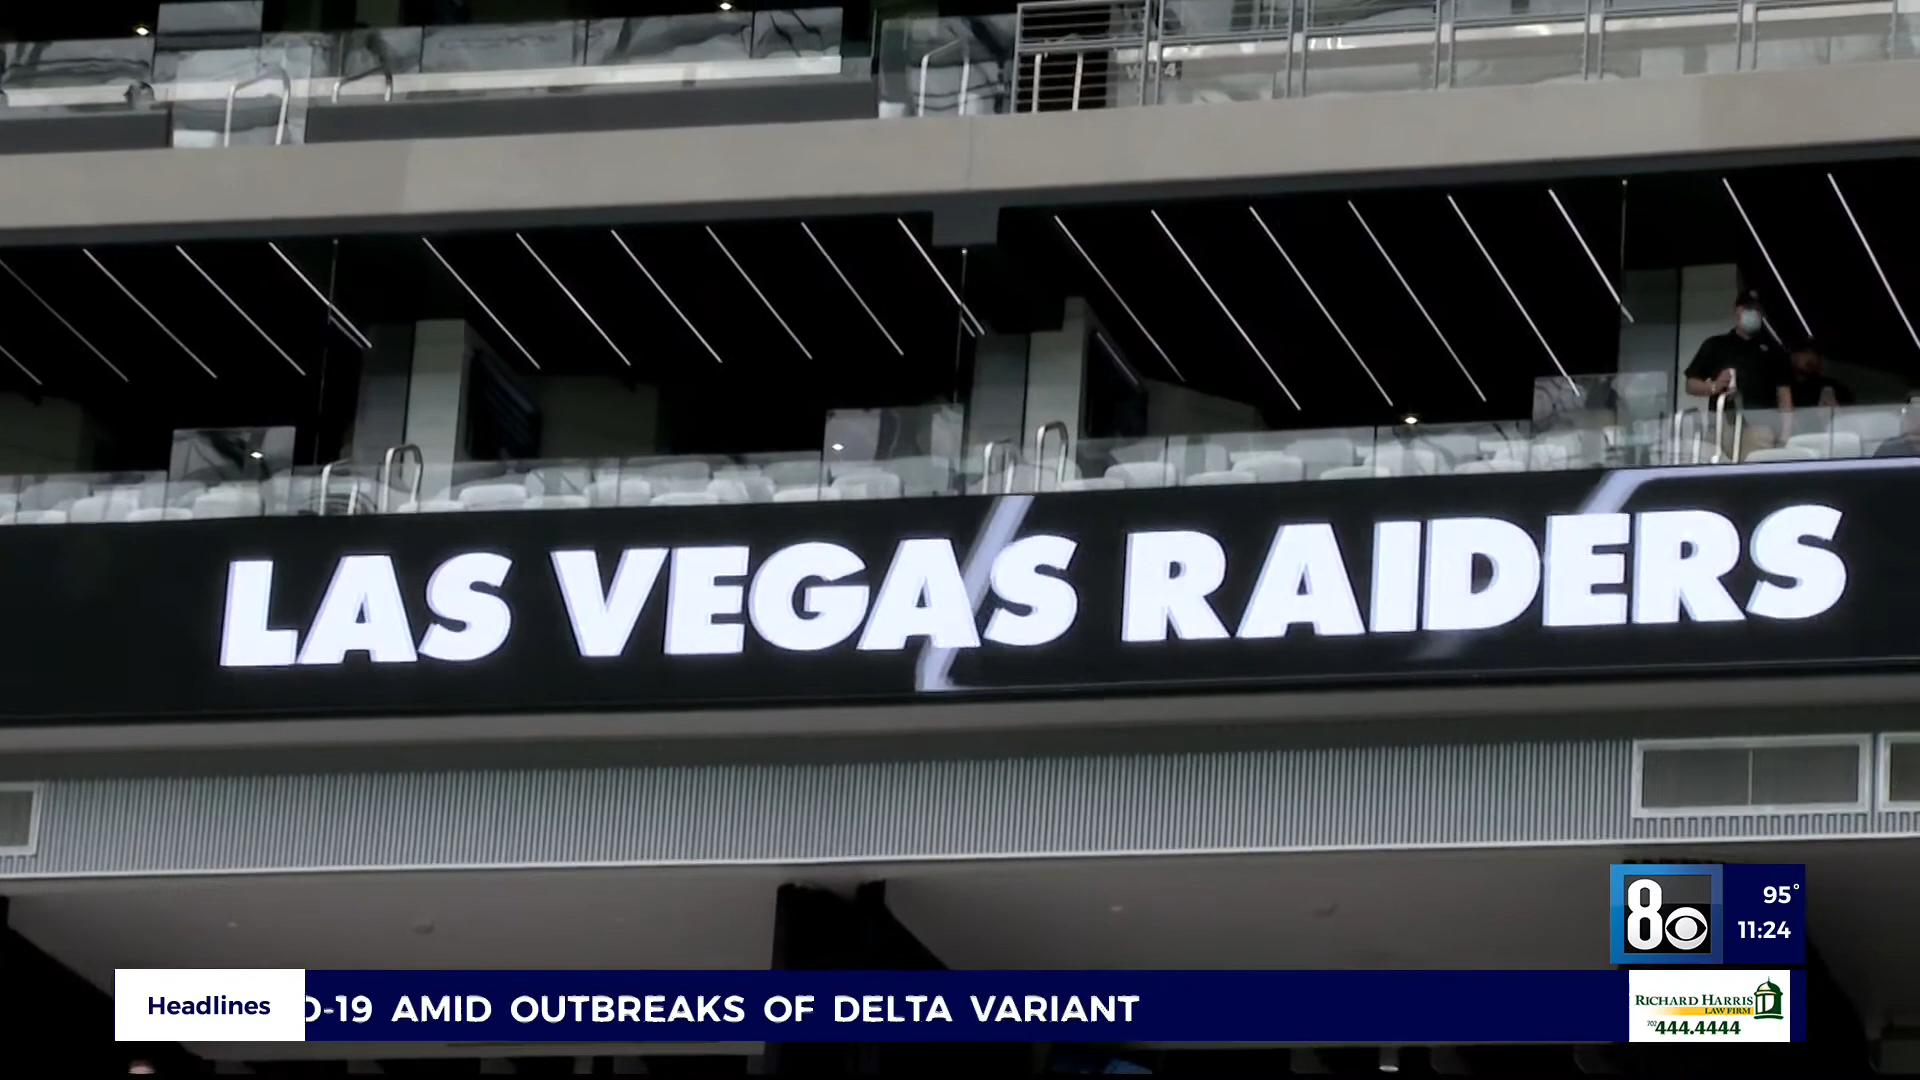 LAS VEGAS RAIDERS
8
95°
11:24
Headlines
D-19 AMID OUTBREAKS OF DELTA VARIANT
RICHARD HARRIS
LAW FIRM
702 444.4444